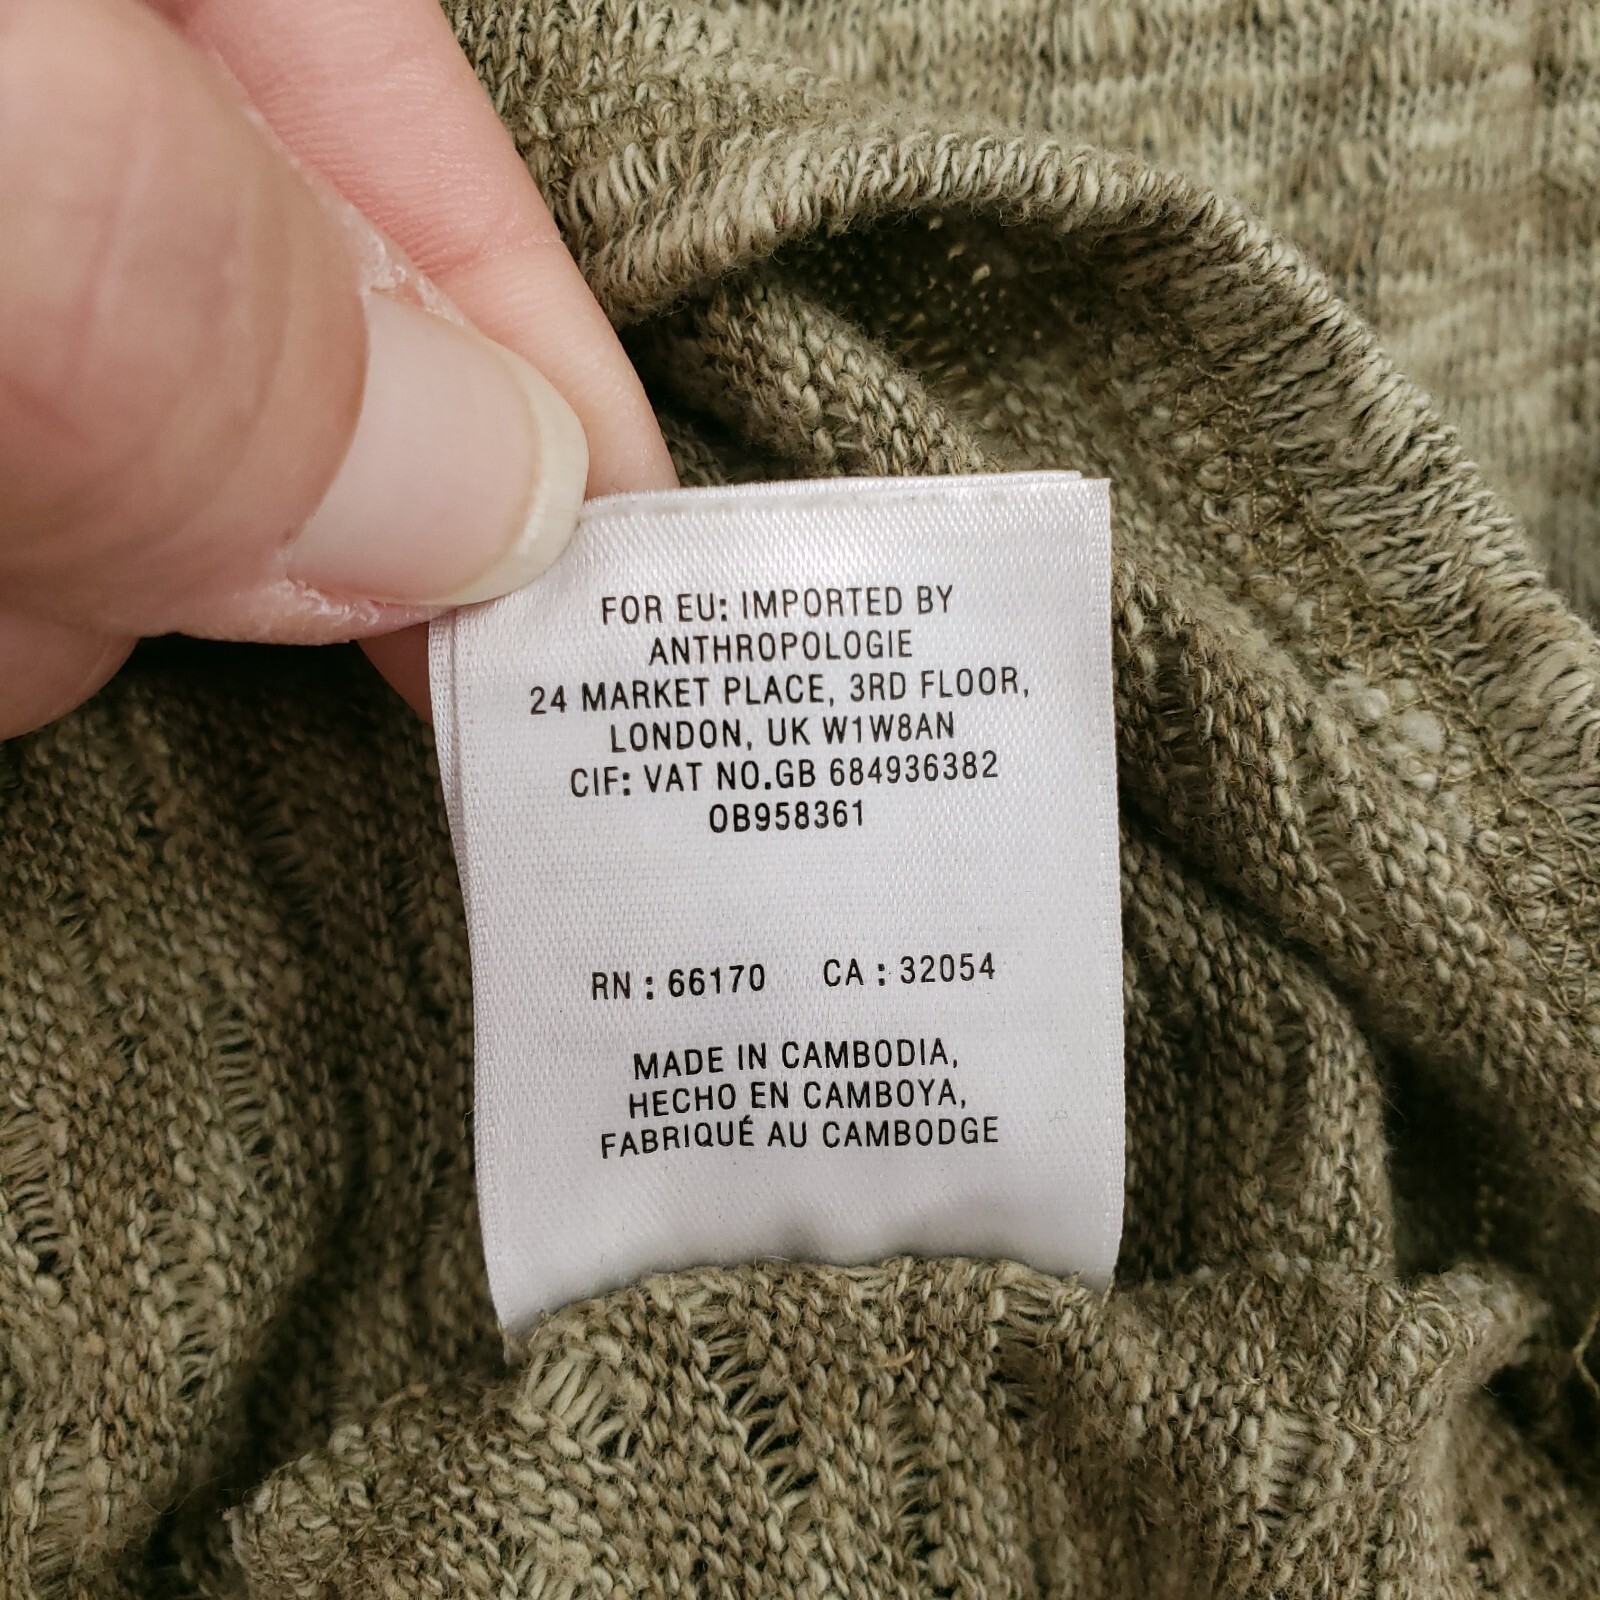 FOR EU: IMPORTED BY
ANTHROPOLOGIE
24 MARKET PLACE, 3RD FLOOR,
LONDON, UK W1W8AN
CIF: VAT NO.GB 684936382
OB958361
RN : 66170 CA : 32054
MADE IN CAMBODIA,
HECHO EN CAMBOYA,
FABRIQUÉ AU CAMBODGE